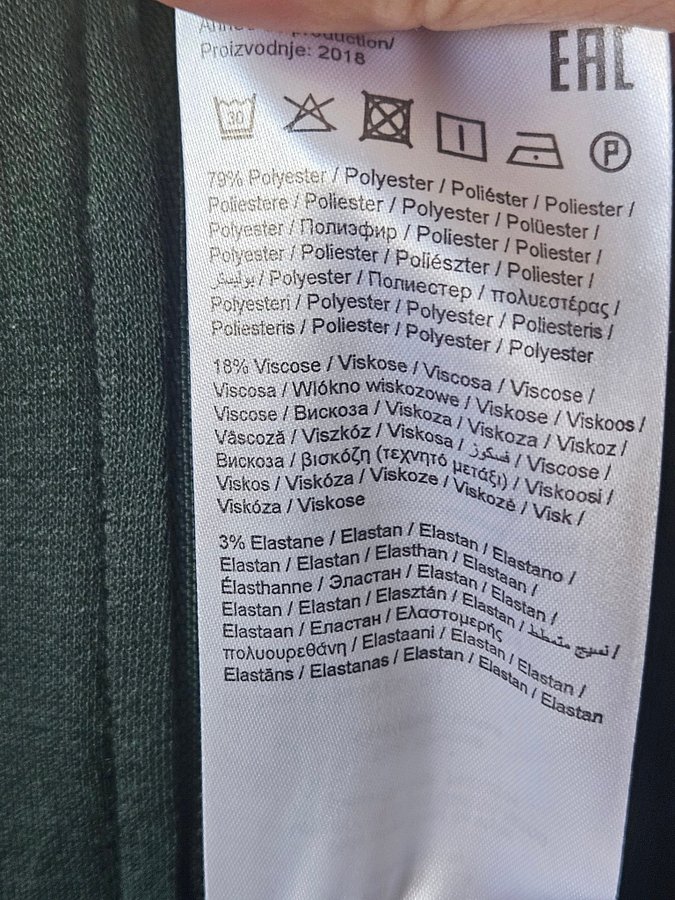 production/
Proizvodnje: 2018
EAC
30
P
79% Polyester / Polyester / Poliéster / Poliester /
Poliestere / Poliester / Polyester / Polüester /
Polyester / Полиэфир / Poliester / Poliester /
Polyester / Poliester / Poliészter / Poliester /
بوليستر / Polyester / Полиестер / πολυεστέρας /
Polyesteri / Polyester / Polyester / Poliesteris /
Poliesteris / Poliester / Polyester / Polyester
18% Viscose / Viskose / Viscosa / Viscose /
Viscosa / Włókno wiskozowe / Viskose / Viskoos /
Viscose / Вискоза / Viskoza / Viskoza / Viskoz /
Vâscoză / Viszkóz / Viskosa / فسكوز / Viscose /
Вискоза / βισκόζη (τεχνητό μετάξι) / Viskoosi /
Viskos / Viskóza / Viskoze / Viskozė / Visk /
Viskóza / Viskose
3% Elastane / Elastan / Elastan / Elastano /
Elastan / Elastan / Elasthan / Elastaan /
Élasthanne / Эластан / Elastan / Elastan /
Elastan / Elastan / Elasztán / Elastan / نسيج متمطط /
Elastaan / Еластан / Ελαστομερής
πολυουρεθάνη / Elastaani / Elastan / Elastan /
Elastāns / Elastanas / Elastan / Elastan / Elastan